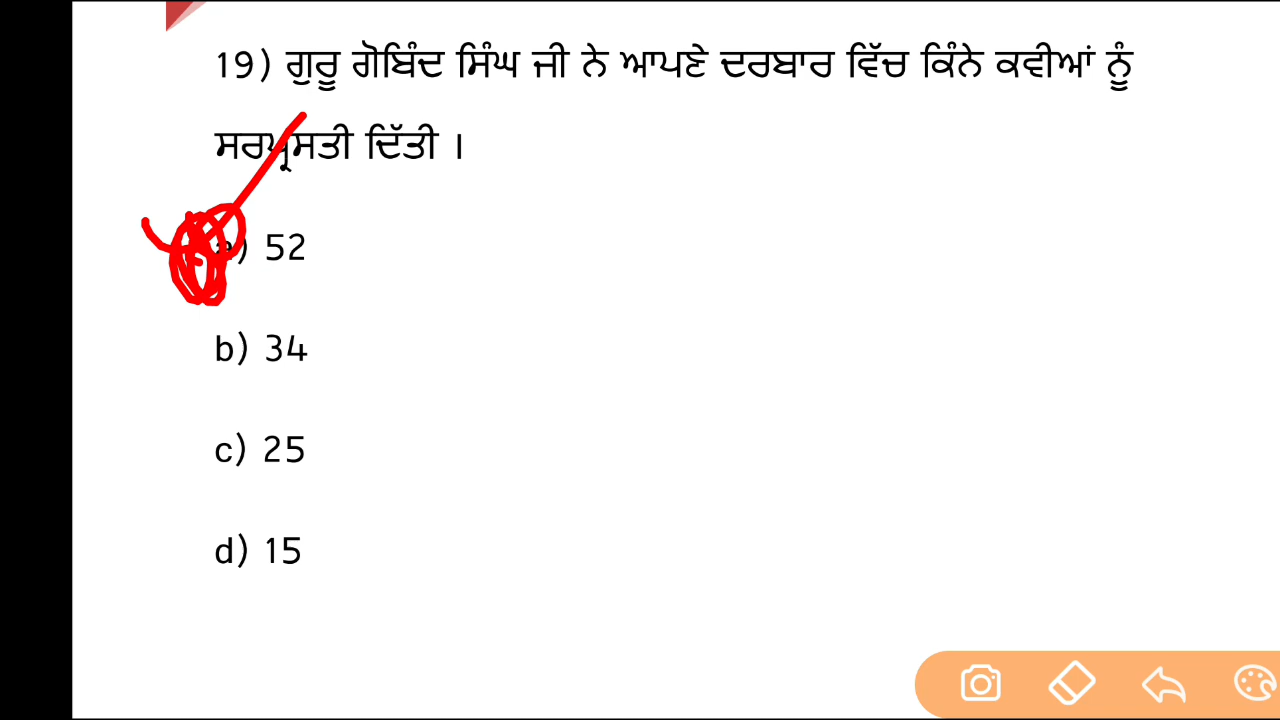 19) ਗੁਰੂ ਗੋਬਿੰਦ ਸਿੰਘ ਜੀ ਨੇ ਆਪਣੇ ਦਰਬਾਰ ਵਿੱਚ ਕਿੰਨੇ ਕਵੀਆਂ ਨੂੰ
ਸਰਪ੍ਰਸਤੀ ਦਿੱਤੀ ।
a) 52
b) 34
c) 25
d) 15